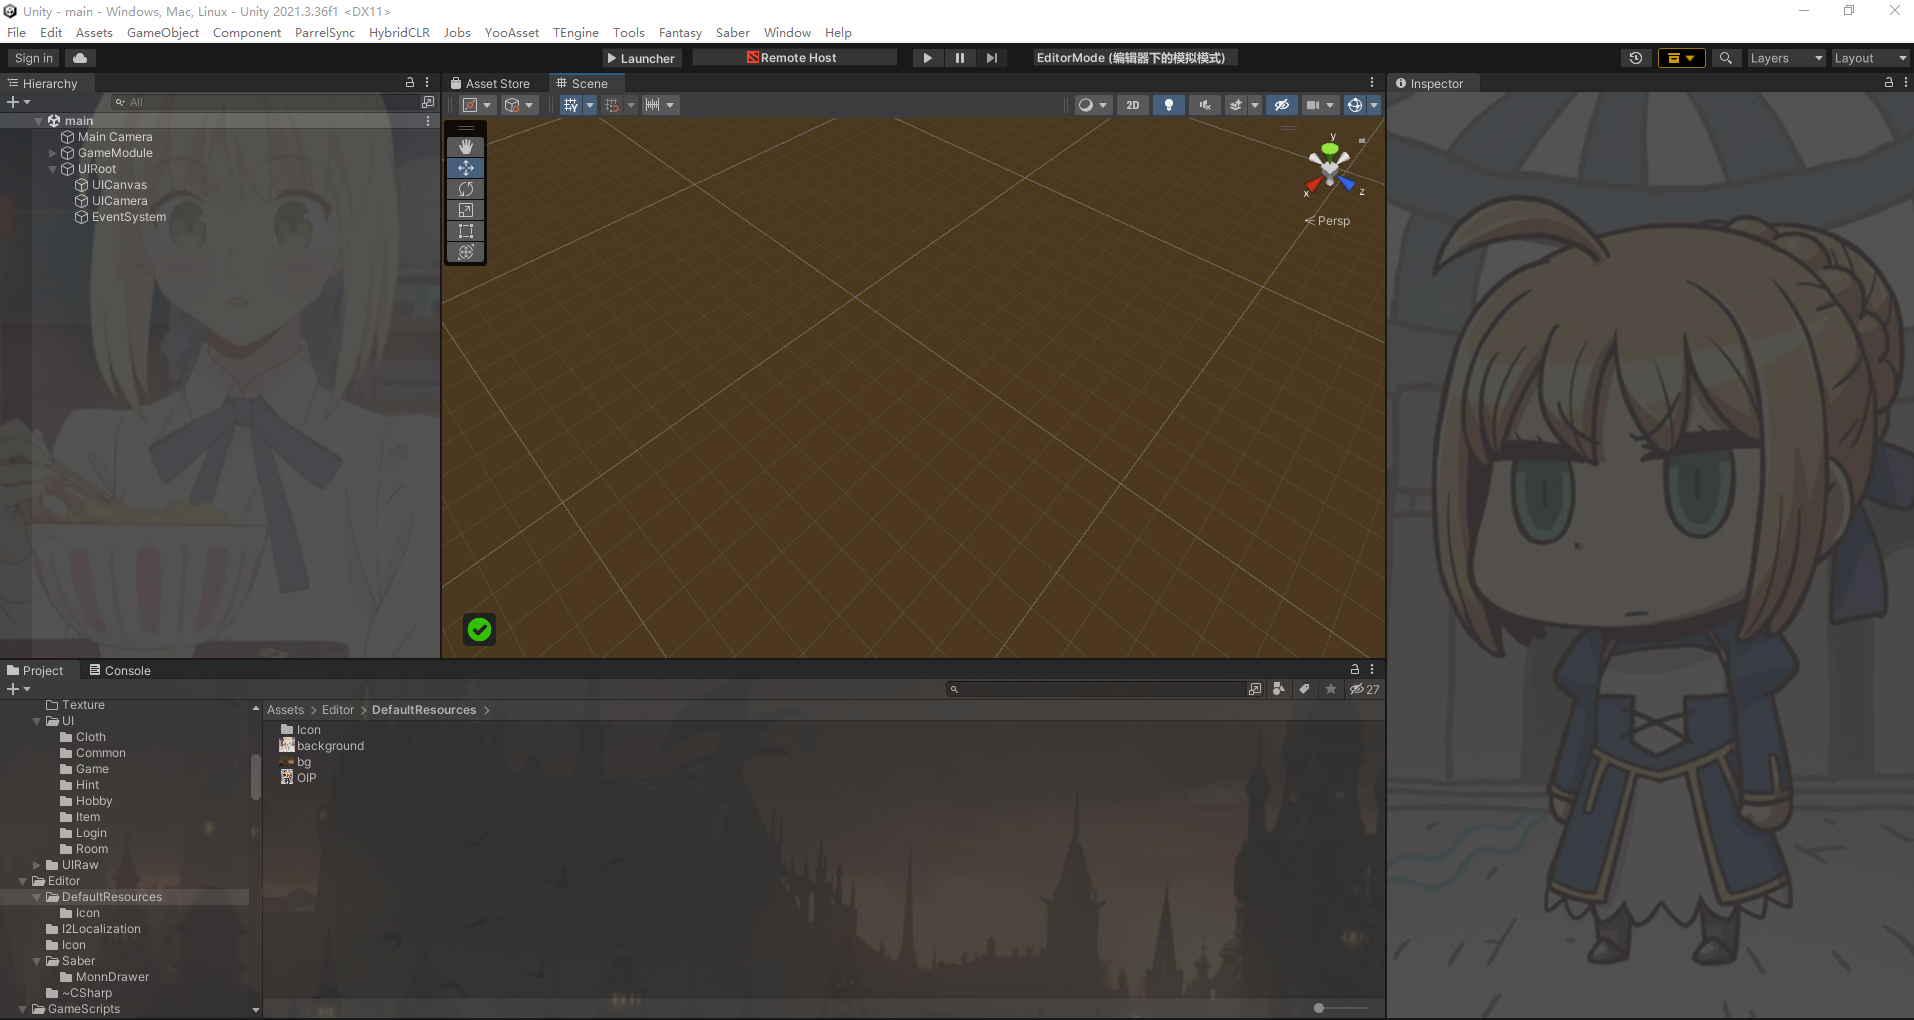 Unity - main - Windows, Mac, Linux - Unity 2021.3.36f1 <DX11>
File Edit Assets GameObject Component ParrelSync HybridCLR Jobs YooAsset TEngine Tools Fantasy Saber Window Help
Sign in Launcher Remote Host EditorMode (编辑器下的模拟模式) Layers Layout
Hierarchy
All
main
Main Camera
GameModule
UIRoot
UICanvas
UICamera
EventSystem
Asset Store Scene
2D
y
x
z
Persp
Inspector
Project Console
27
Texture
UI
Cloth
Common
Game
Hint
Hobby
Item
Login
Room
UIRaw
Editor
DefaultResources
Icon
I2Localization
Icon
Saber
MonnDrawer
~CSharp
GameScripts
Assets > Editor > DefaultResources >
Icon
background
bg
OIP